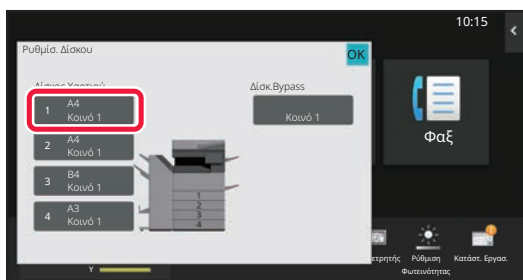 10:15
Ρυθμίσ. Δίσκου
OK
Δίσκος Χαρτιού
Δίσκ.Bypass
1 A4
Κοινό 1
Κοινό 1
2 A4
Κοινό 1
3 B4
Κοινό 1
4 A3
Κοινό 1
1
2
3
4
Φαξ
Ρύθμιση
Φωτεινότητας
Κατάστ. Εργασ.
Y